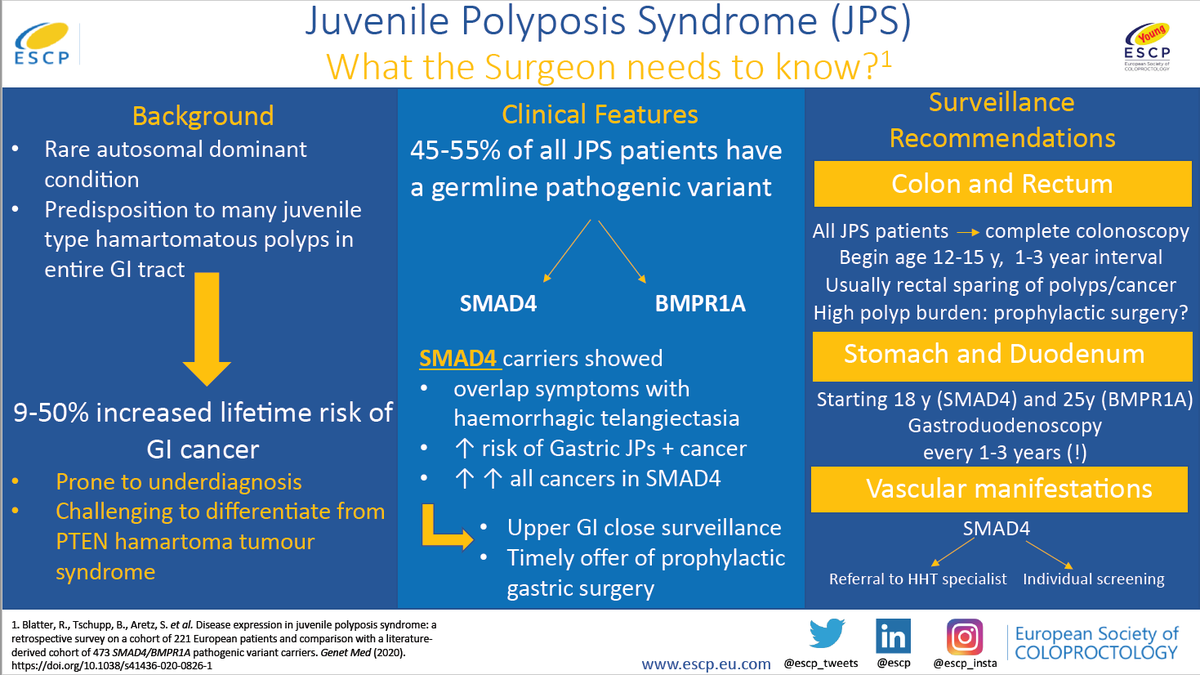 Juvenile Polyposis Syndrome (JPS)
What the Surgeon needs to know?¹
ESCP
Young
ESCP
European Society of
COLOPROCTOLOGY
Background
• Rare autosomal dominant
condition
• Predisposition to many juvenile
type hamartomatous polyps in
entire GI tract
9-50% increased lifetime risk of
GI cancer
• Prone to underdiagnosis
• Challenging to differentiate from
PTEN hamartoma tumour
syndrome
Clinical Features
45-55% of all JPS patients have
a germline pathogenic variant
SMAD4 BMPR1A
SMAD4 carriers showed
• overlap symptoms with
haemorrhagic telangiectasia
• ↑ risk of Gastric JPs + cancer
• ↑ ↑ all cancers in SMAD4
• Upper GI close surveillance
• Timely offer of prophylactic
gastric surgery
Surveillance
Recommendations
Colon and Rectum
All JPS patients → complete colonoscopy
Begin age 12-15 y, 1-3 year interval
Usually rectal sparing of polyps/cancer
High polyp burden: prophylactic surgery?
Stomach and Duodenum
Starting 18 y (SMAD4) and 25y (BMPR1A)
Gastroduodenoscopy
every 1-3 years (!)
Vascular manifestations
SMAD4
Referral to HHT specialist Individual screening
1. Blatter, R., Tschupp, B., Aretz, S. et al. Disease expression in juvenile polyposis syndrome: a
retrospective survey on a cohort of 221 European patients and comparison with a literature-
derived cohort of 473 SMAD4/BMPR1A pathogenic variant carriers. Genet Med (2020).
https://doi.org/10.1038/s41436-020-0826-1
www.escp.eu.com
@escp_tweets
in
@escp
@escp_insta
European Society of
COLOPROCTOLOGY